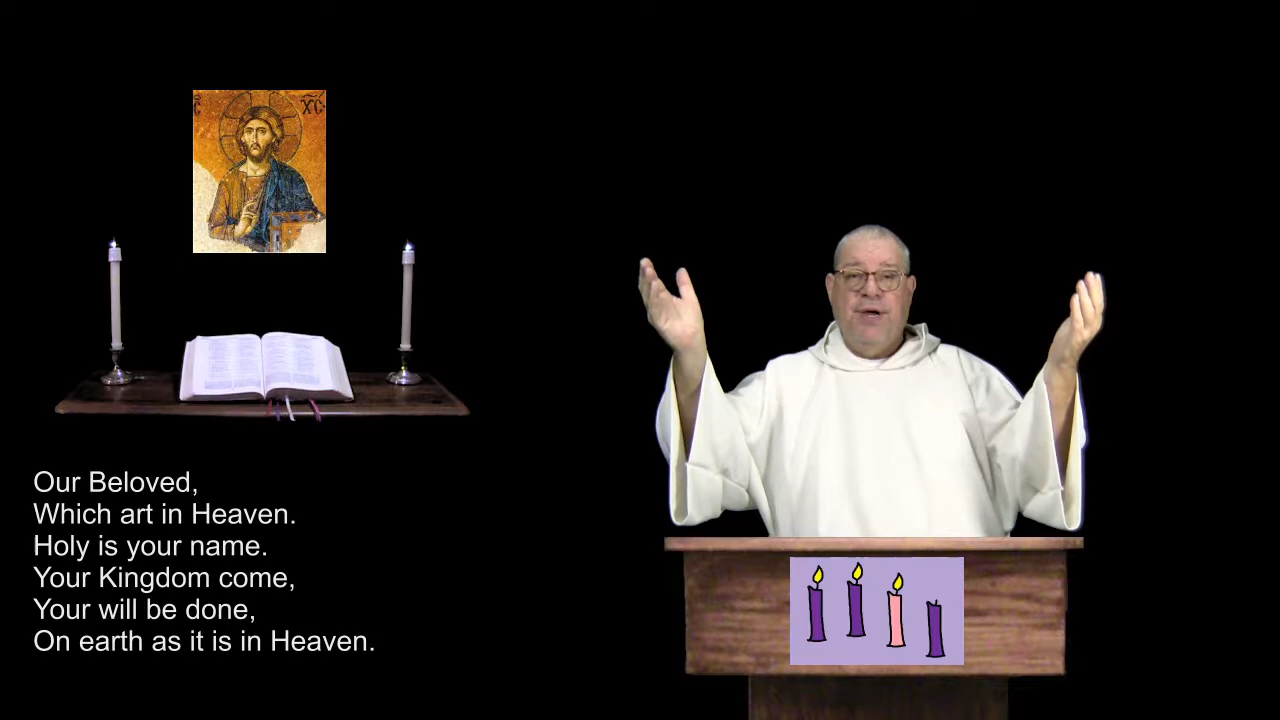 XC
Our Beloved,
Which art in Heaven.
Holy is your name.
Your Kingdom come,
Your will be done,
On earth as it is in Heaven.